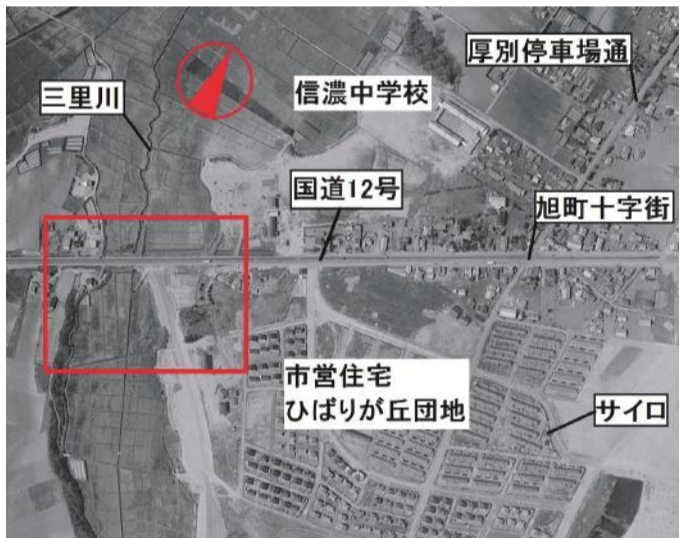 厚別停車場通
三里川
信濃中学校
国道12号
旭町十字街
市営住宅
ひばりが丘団地
サイロ